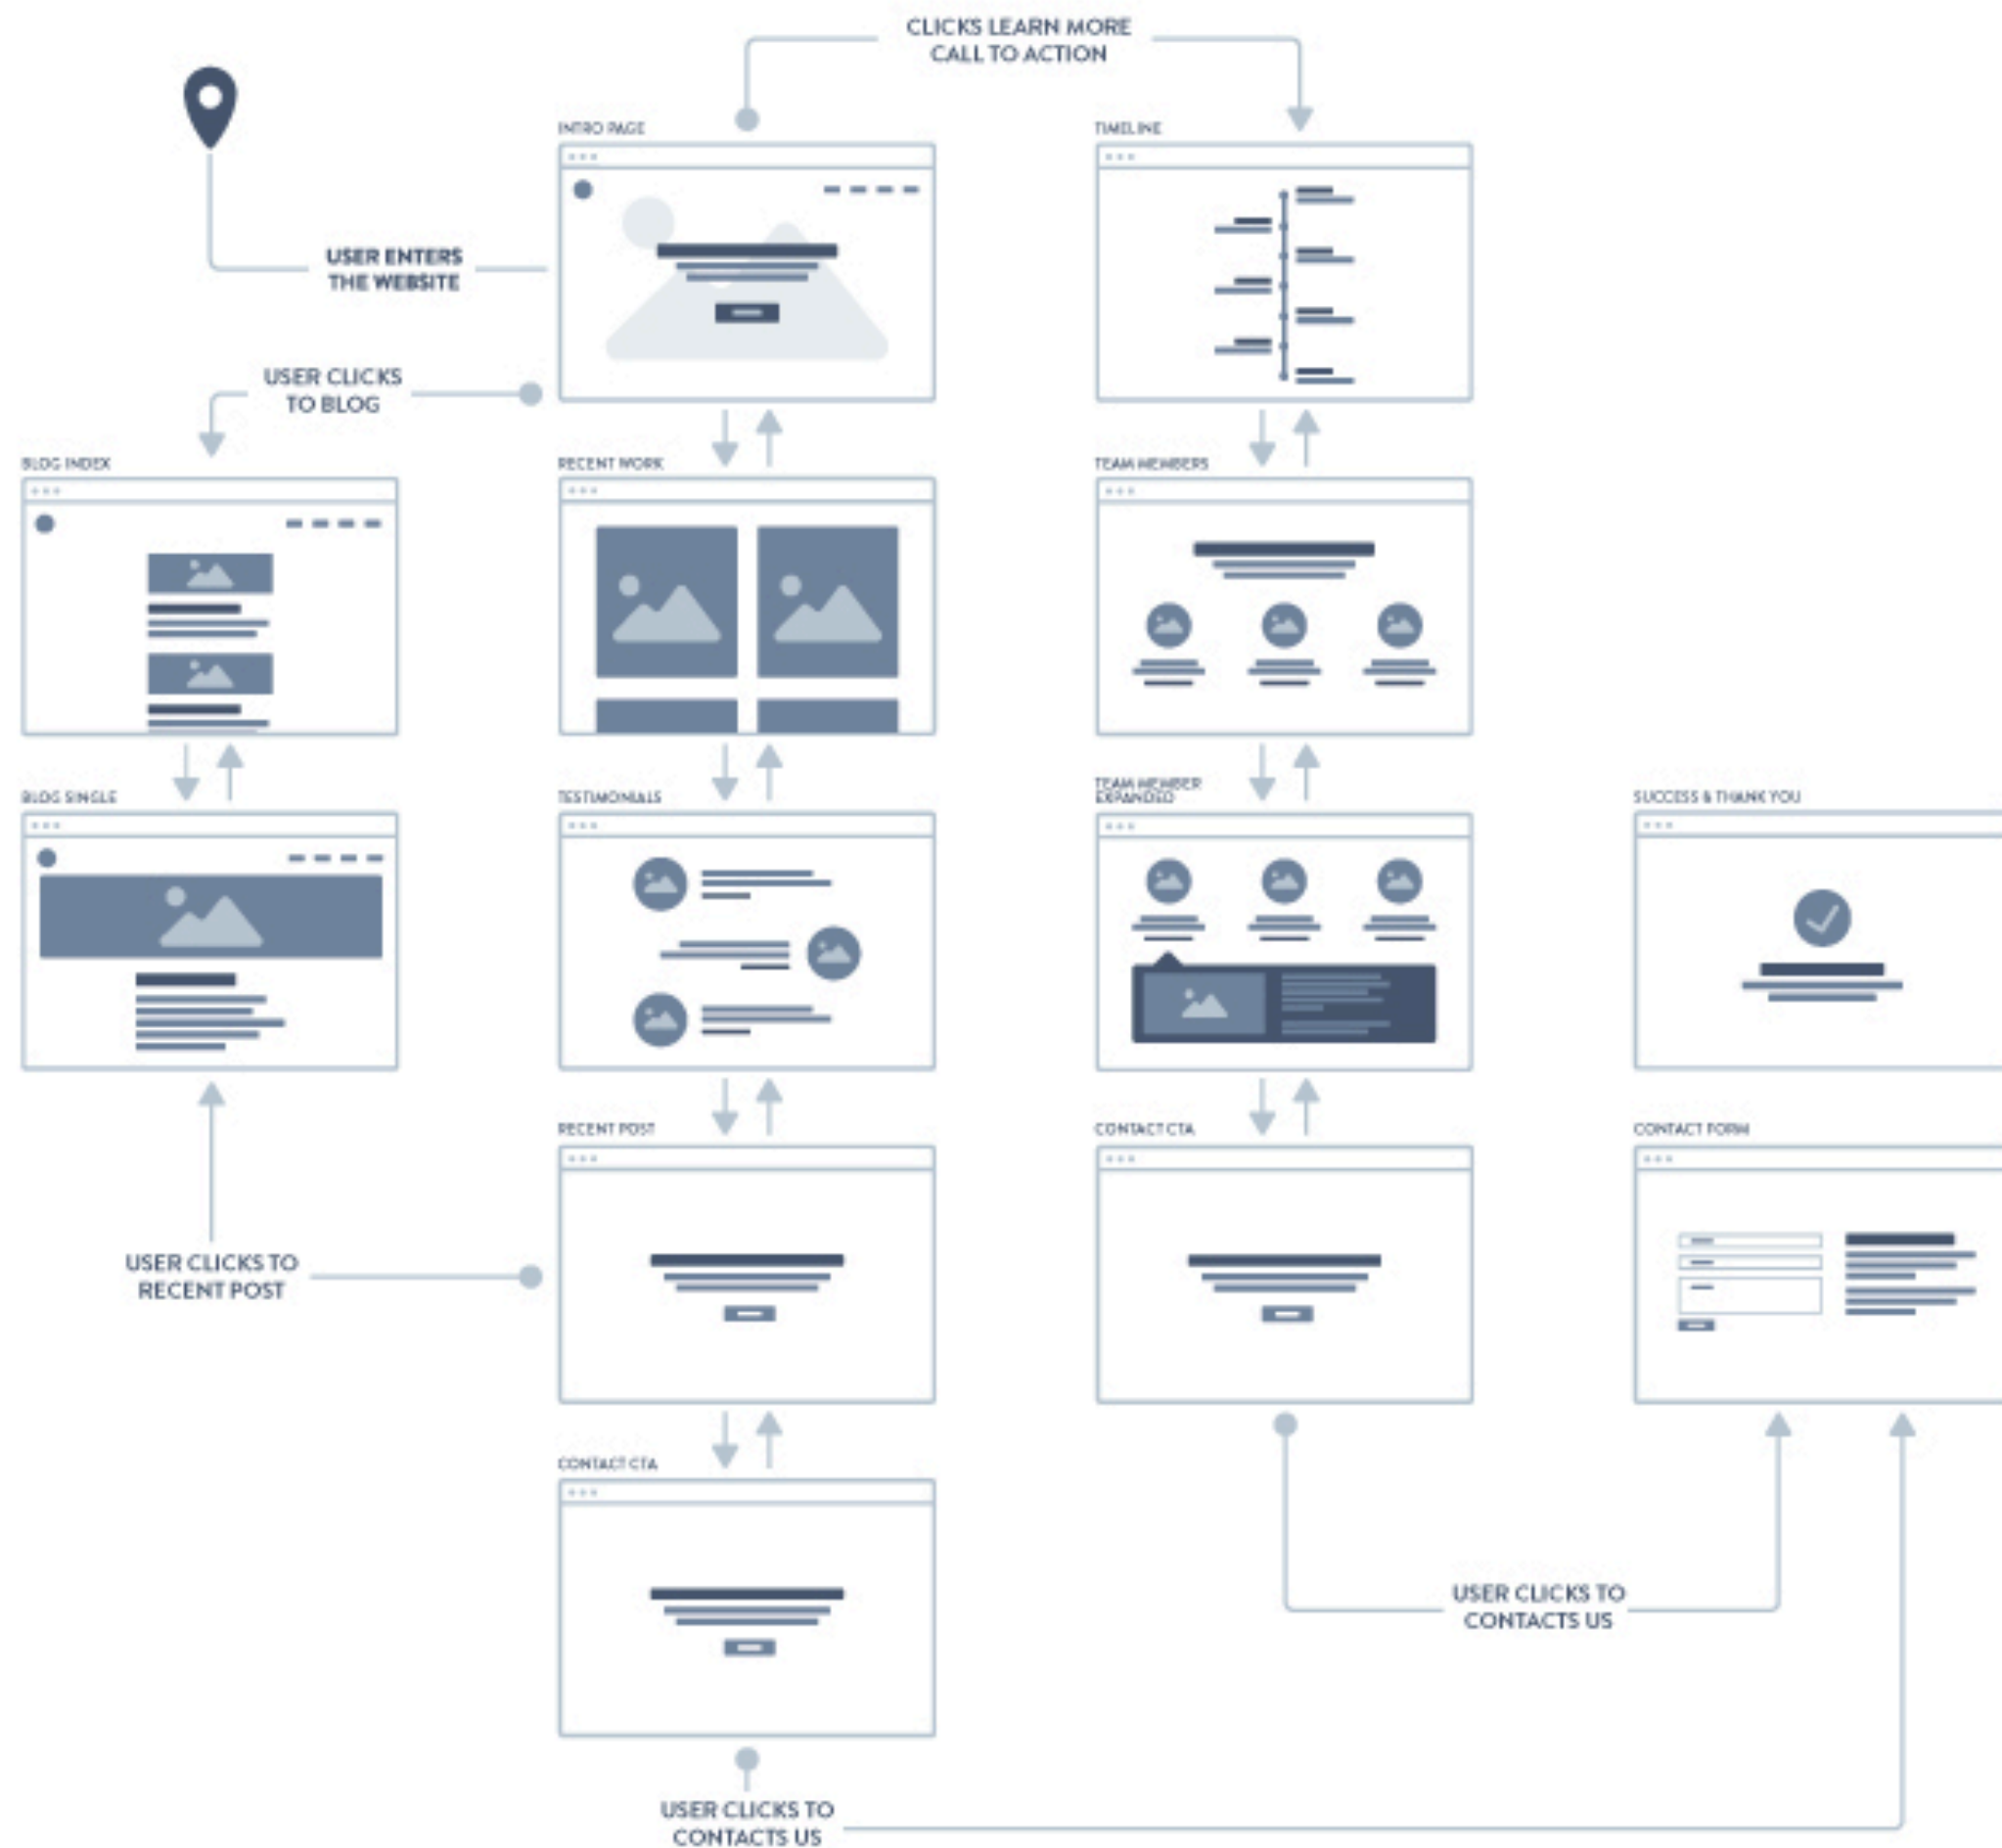 CLICKS LEARN MORE
CALL TO ACTION
INTRO PAGE
TIMELINE
USER ENTERS
THE WEBSITE
USER CLICKS
TO BLOG
BLOG INDEX
RECENT WORK
TEAM MEMBERS
BLOG SINGLE
TESTIMONIALS
TEAM MEMBER
EXPANDED
SUCCESS & THANK YOU
RECENT POST
CONTACT CTA
CONTACT FORM
USER CLICKS TO
RECENT POST
CONTACT CTA
USER CLICKS TO
CONTACTS US
USER CLICKS TO
CONTACTS US